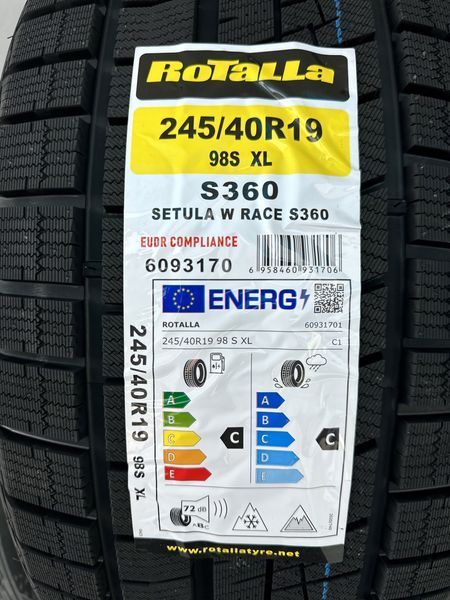 RoTaLLa
245/40R19
98S XL
S360
SETULA W RACE S360
EUDR COMPLIANCE
6093170
6 958460 931706
ENERG
ROTALLA
60931701
245/40R19 98 S XL
C1
A
B
C
D
E
C
A
B
C
D
E
C
72 dB
ABC
245/40R19 98S XL
www.rotallatyre.net